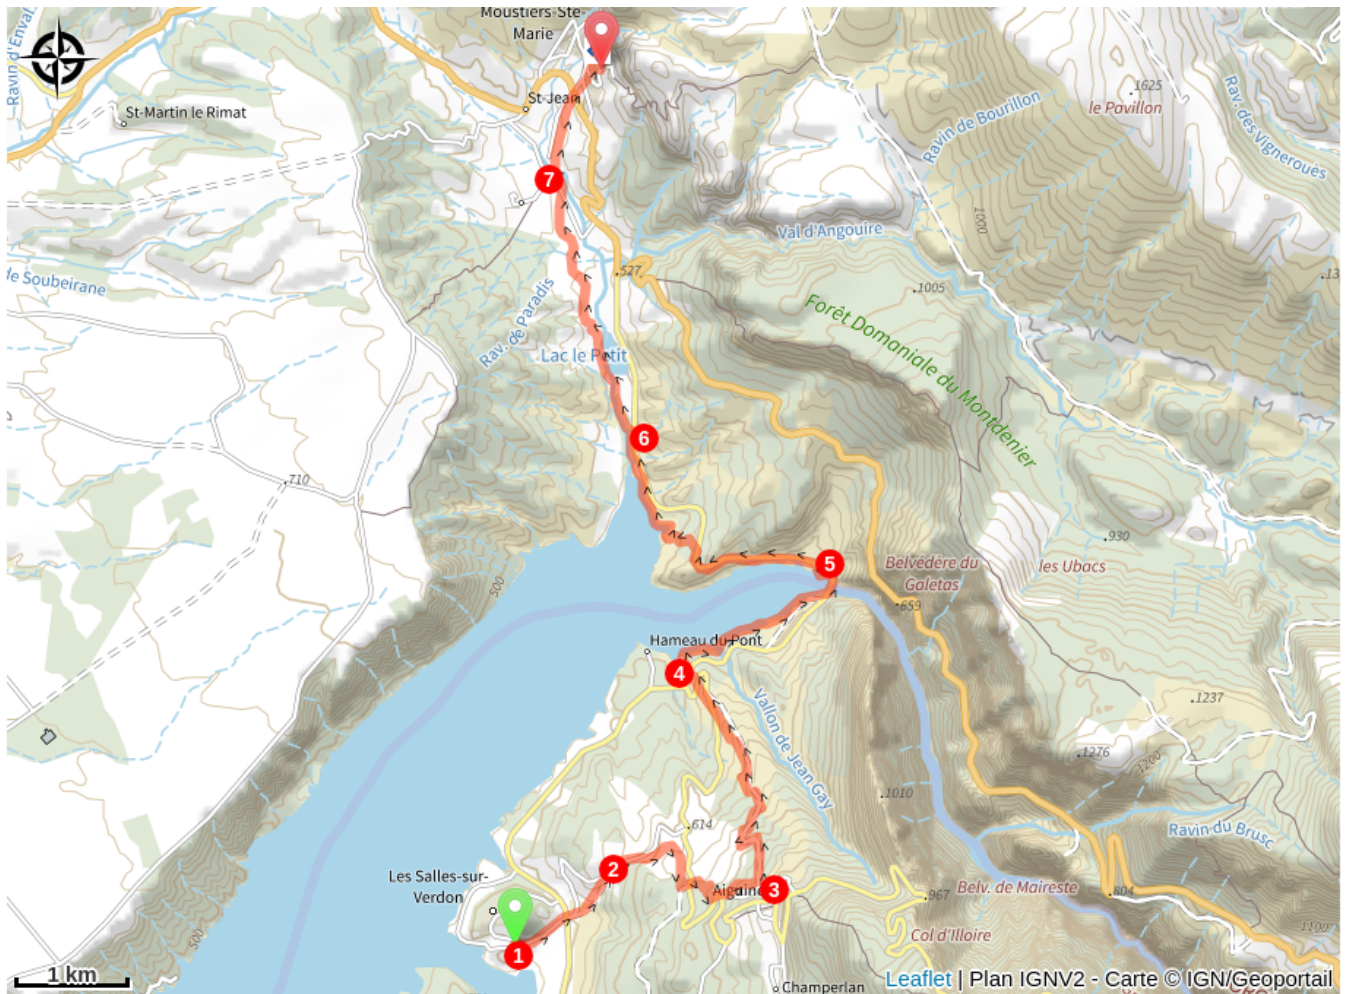 Moustiers-Ste-
Marie
Ravin d'Enval
St-Jean
St-Martin le Rimat
1625
le Pavillon
Ravin de Bourillon
Rav. des Vignerouès
7
1000
Val d'Angouire
de Soubeirane
527
1005
Rav. de Paradis
Forêt Domaniale du Montdenier
Lac le Petit
6
710
930
500
5
Belvédère du
Galetas
les Ubacs
659
Hameau du Pont
4
1237
Vallon de Jean Gay
1276
1200
1010
614
Ravin du Brusc
2
Les Salles-sur-
Verdon
3
967
Belv. de Maireste
804
500
1
Col d'Illoire
1100
1 km
Champerlan
Leaflet | Plan IGNV2 - Carte © IGN/Geoportail